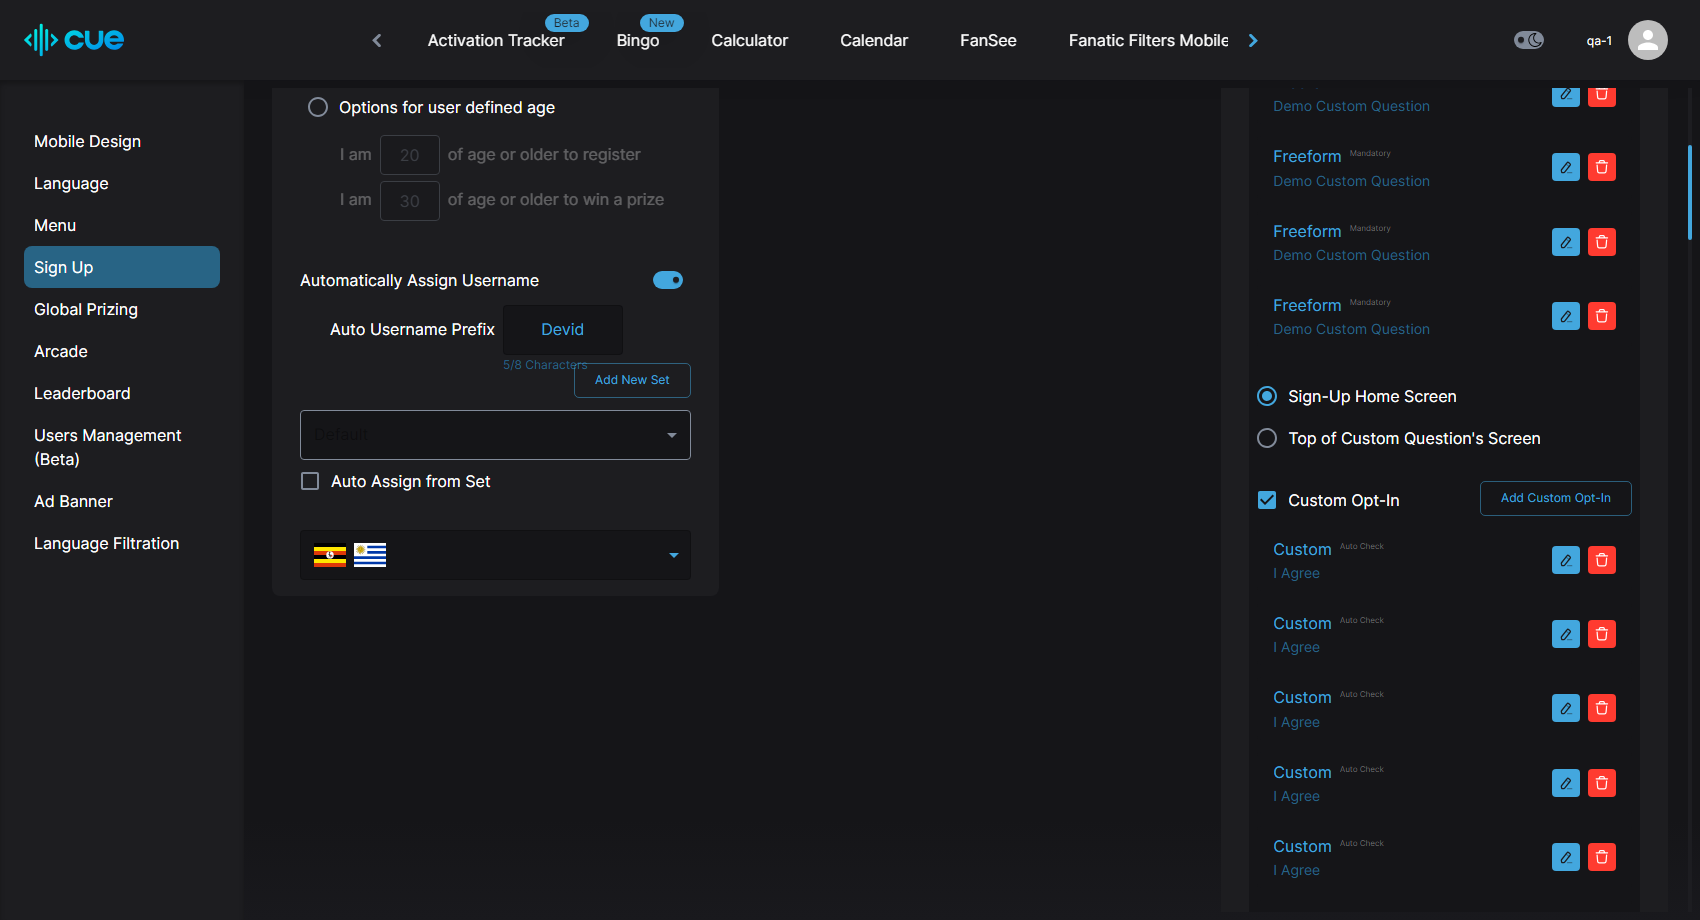 cue
Activation Tracker
Beta
Bingo
New
Calculator
Calendar
FanSee
Fanatic Filters Mobile
qa-1
Mobile Design
Language
Menu
Sign Up
Global Prizing
Arcade
Leaderboard
Users Management
(Beta)
Ad Banner
Language Filtration
Options for user defined age
I am 20 of age or older to register
I am 30 of age or older to win a prize
Automatically Assign Username
Auto Username Prefix Devid
5/8 Characters
Add New Set
Default
Auto Assign from Set
Demo Custom Question
Freeform Mandatory
Demo Custom Question
Freeform Mandatory
Demo Custom Question
Freeform Mandatory
Demo Custom Question
Sign-Up Home Screen
Top of Custom Question's Screen
Custom Opt-In
Add Custom Opt-In
Custom Auto Check
I Agree
Custom Auto Check
I Agree
Custom Auto Check
I Agree
Custom Auto Check
I Agree
Custom Auto Check
I Agree